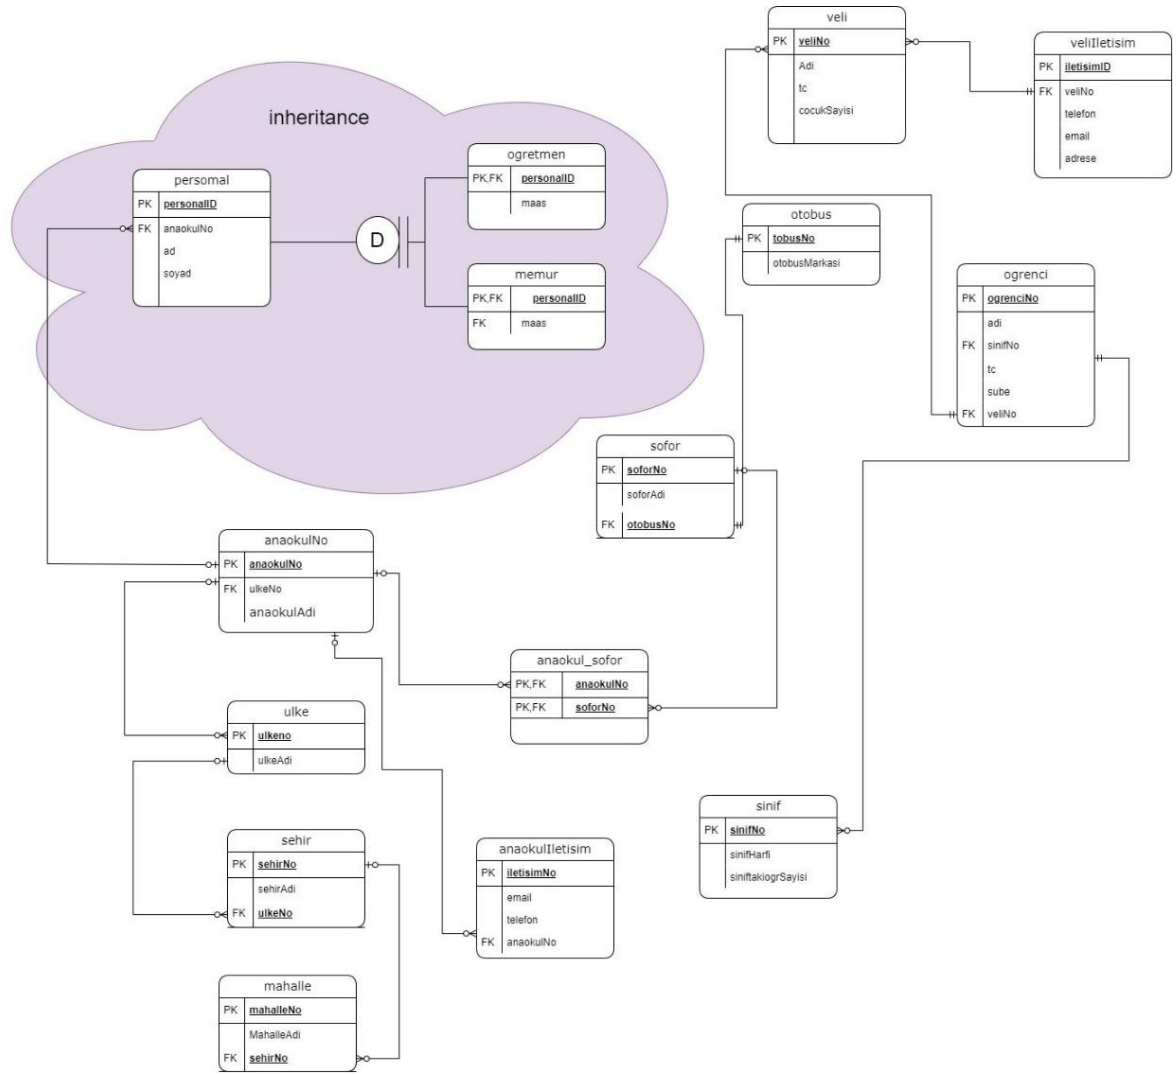 inheritance
persomal
PK personalID
FK anaokulNo
ad
soyad
D
ogretmen
PK,FK personalID
maas
memur
PK,FK personalID
FK maas
veli
PK veliNo
Adi
tc
cocukSayisi
veliIletisim
PK iletisimID
FK veliNo
telefon
email
adrese
otobus
PK tobusNo
otobusMarkasi
ogrenci
PK ogrenciNo
adi
FK sinifNo
tc
sube
FK veliNo
sofor
PK soforNo
soforAdi
FK otobusNo
anaokulNo
PK anaokulNo
FK ulkeNo
anaokulAdi
anaokul_sofor
PK,FK anaokulNo
PK,FK soforNo
ulke
PK ulkeno
ulkeAdi
sehir
PK sehirNo
sehirAdi
FK ulkeNo
anaokulIletisim
PK iletisimNo
email
telefon
FK anaokulNo
sinif
PK sinifNo
sinifHarfi
siniftakiogrSayisi
mahalle
PK mahalleNo
MahalleAdi
FK sehirNo